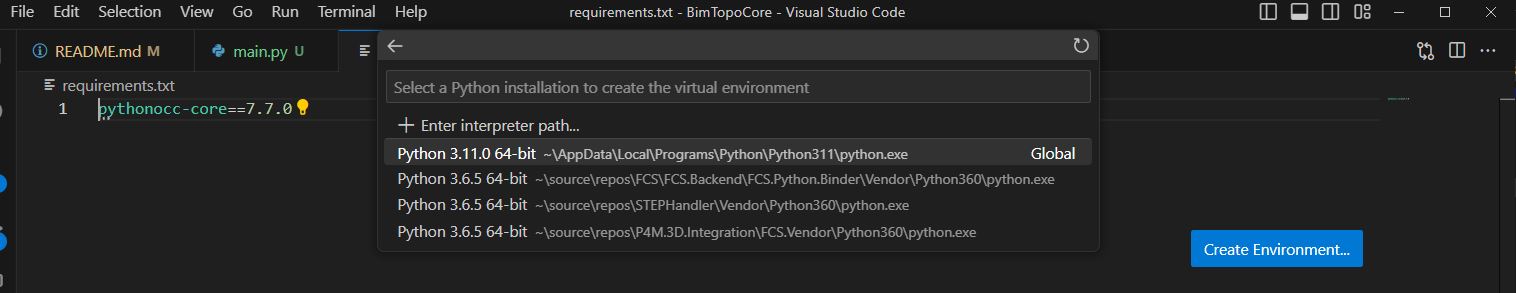 File Edit Selection View Go Run Terminal Help requirements.txt - BimTopoCore - Visual Studio Code
README.md M main.py U
requirements.txt
Select a Python installation to create the virtual environment
1 pythonocc-core==7.7.0
+ Enter interpreter path...
Python 3.11.0 64-bit ~\AppData\Local\Programs\Python\Python311\python.exe Global
Python 3.6.5 64-bit ~\source\repos\FCS\FCS.Backend\FCS.Python.Binder\Vendor\Python360\python.exe
Python 3.6.5 64-bit ~\source\repos\STEPHandler\Vendor\Python360\python.exe
Python 3.6.5 64-bit ~\source\repos\P4M.3D.Integration\FCS.Vendor\Python360\python.exe
Create Environment...